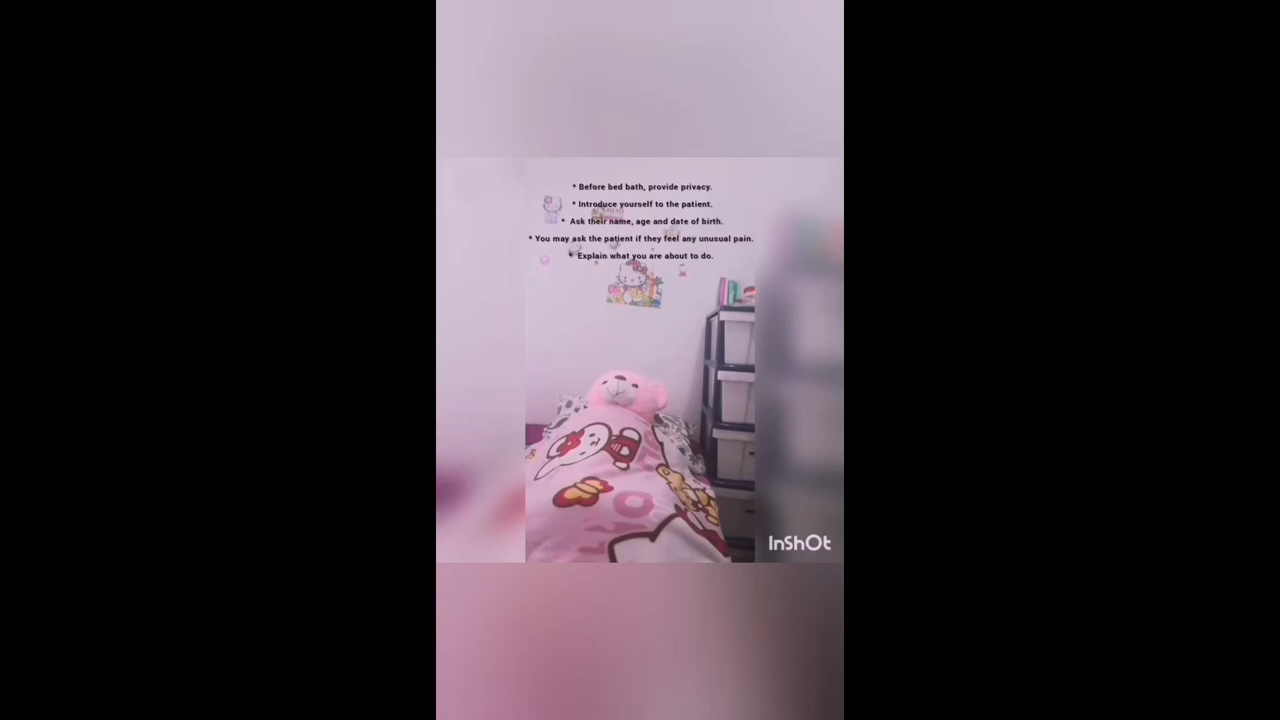 * Before bed bath, provide privacy.
* Introduce yourself to the patient.
* Ask their name, age and date of birth.
* You may ask the patient if they feel any unusual pain.
* Explain what you are about to do.
InShOt